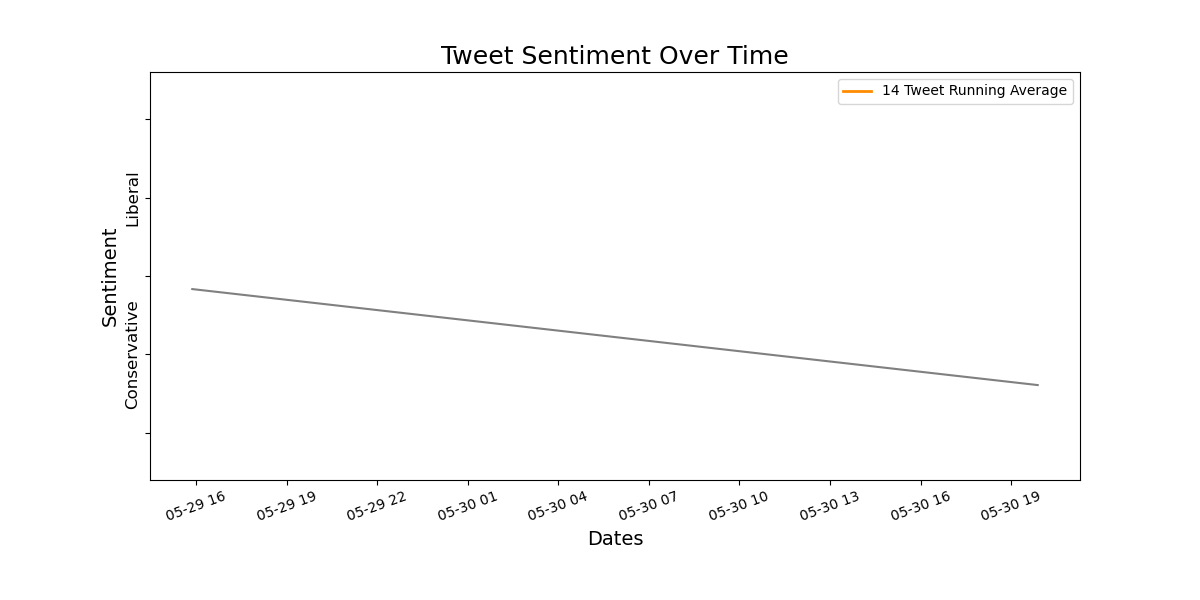 Tweet Sentiment Over Time
14 Tweet Running Average
Sentiment
Liberal
Conservative
05-29 16
05-29 19
05-29 22
05-30 01
05-30 04
05-30 07
05-30 10
05-30 13
05-30 16
05-30 19
Dates